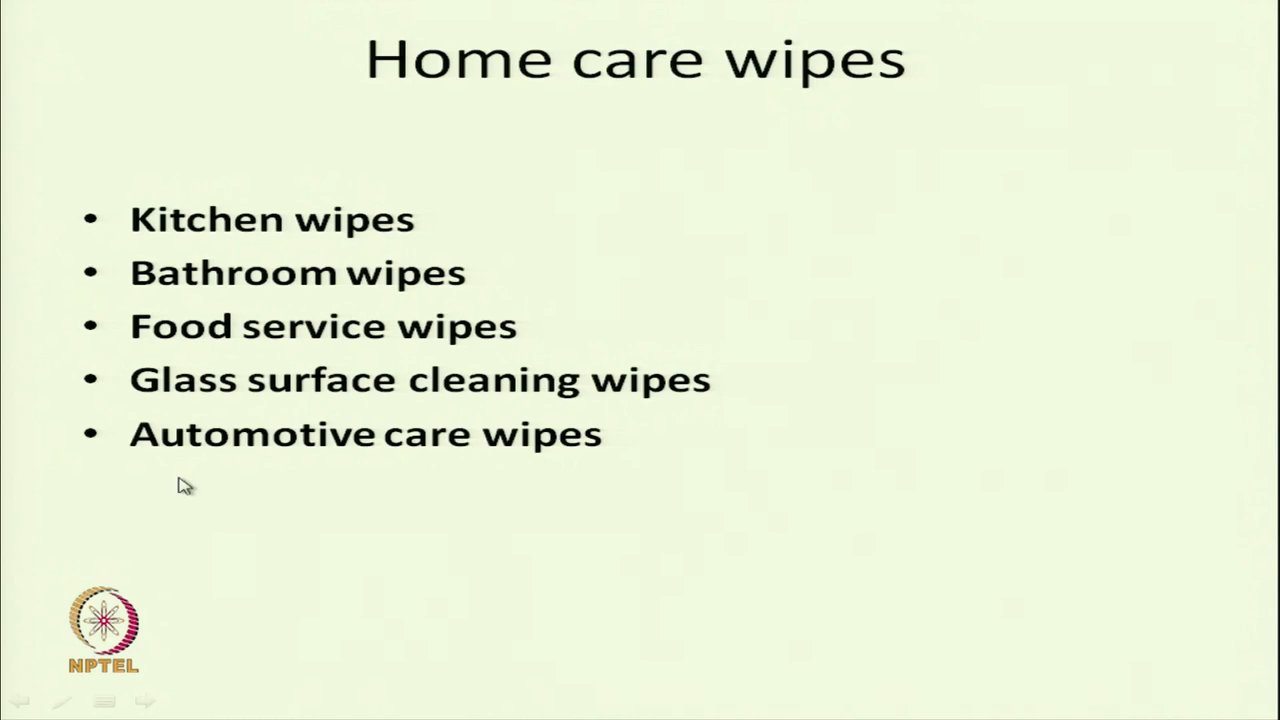 Home care wipes
• Kitchen wipes
• Bathroom wipes
• Food service wipes
• Glass surface cleaning wipes
• Automotive care wipes
NPTEL